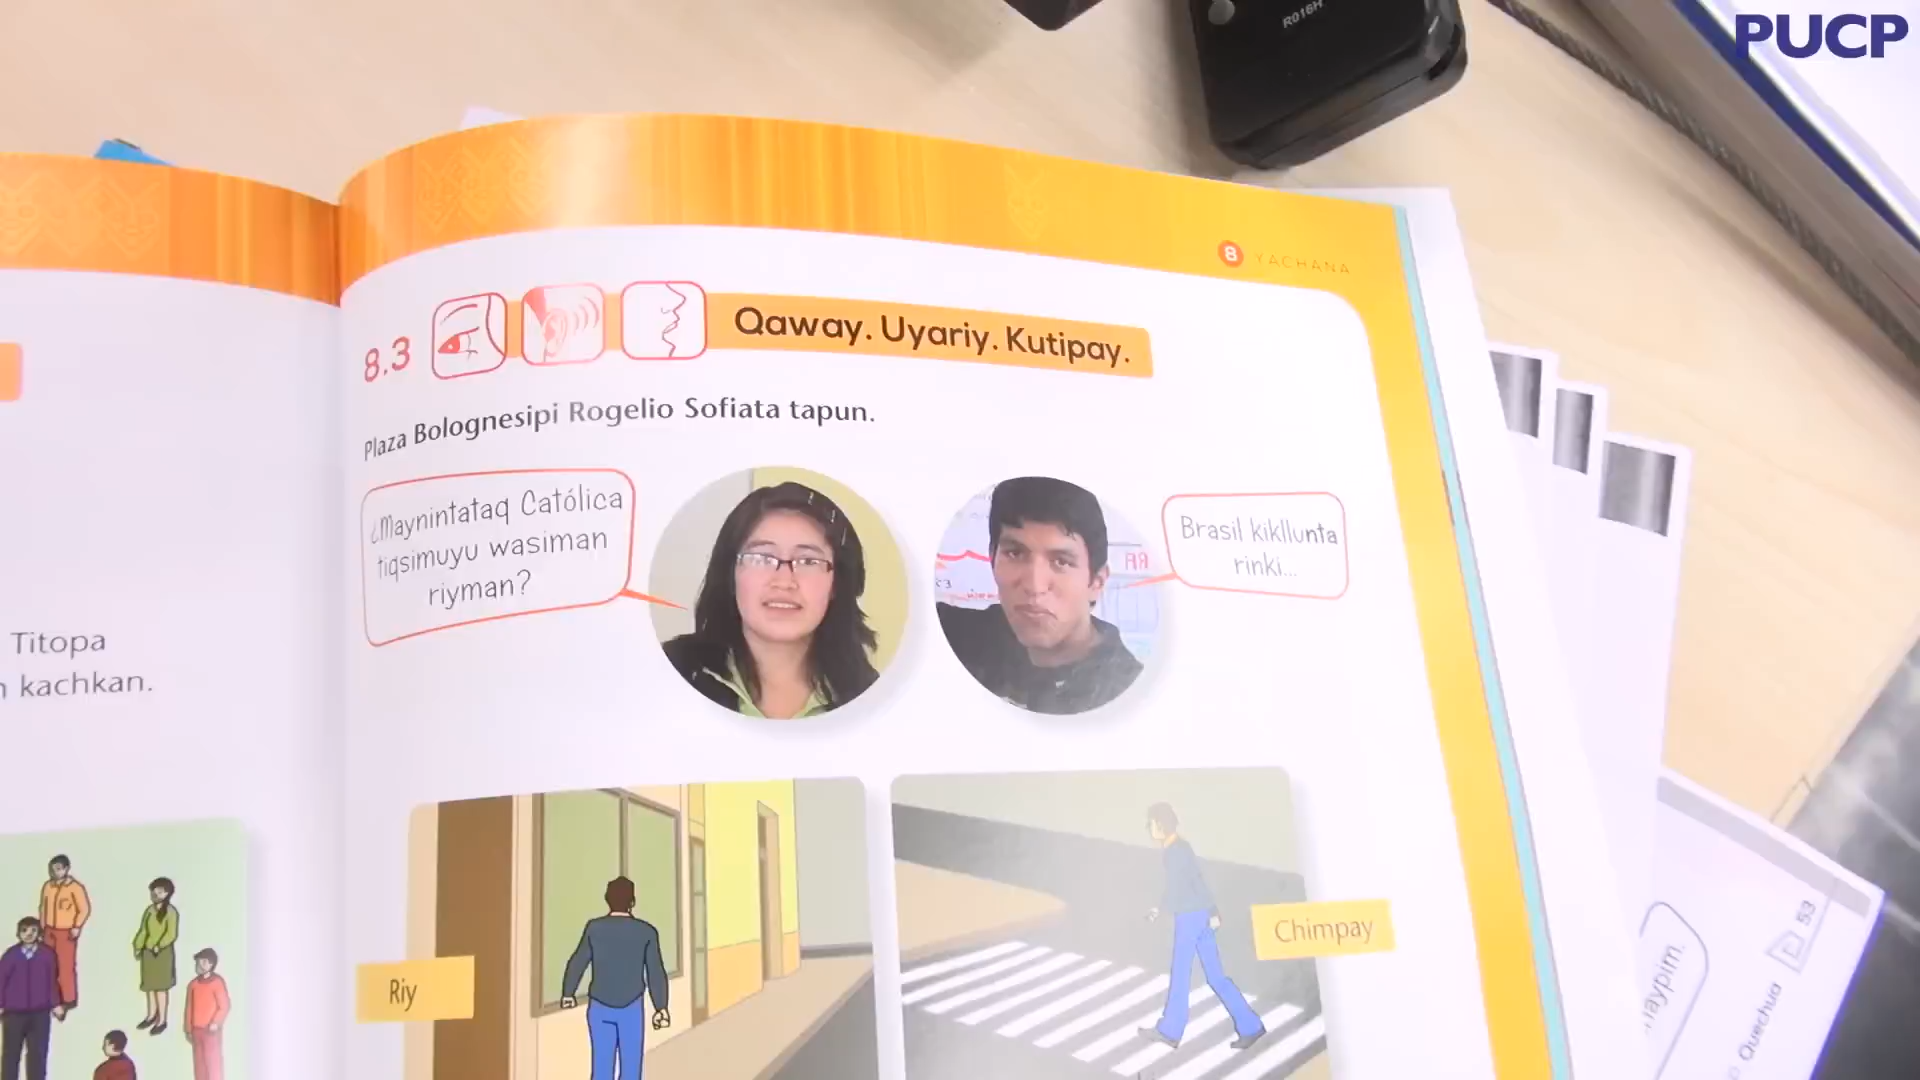 PUCP
R016H
8 YACHANA
8.3 Qaway. Uyariy. Kutipay.
Plaza Bolognesipi Rogelio Sofiata tapun.
¿Maynintataq Católica
tiqsimuyu wasiman
riyman?
Brasil kikllunta
rinki...
Titopa
kachkan.
Riy
Chimpay
53
Quechua